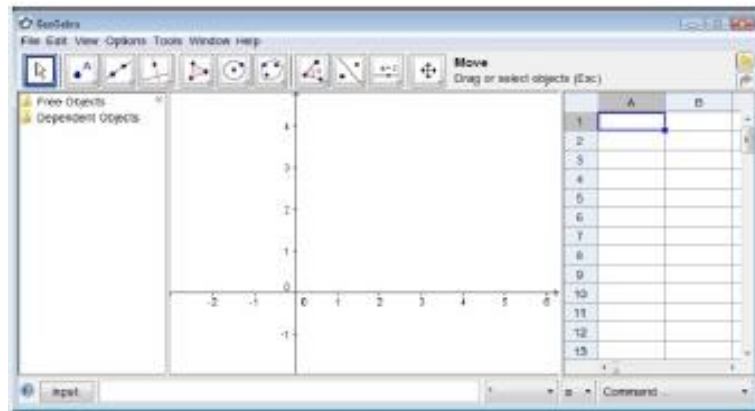 GeoGebra
File Edit View Options Tools Window Help
A
Move
Drag or select objects (Esc)
Free Objects
Dependent Objects
A B
1
2
3
4
5
6
7
8
9
10
11
12
13
4
3
2
1
0
-2 -1 0 1 2 3 4 5 6
-1
Input
Command ...